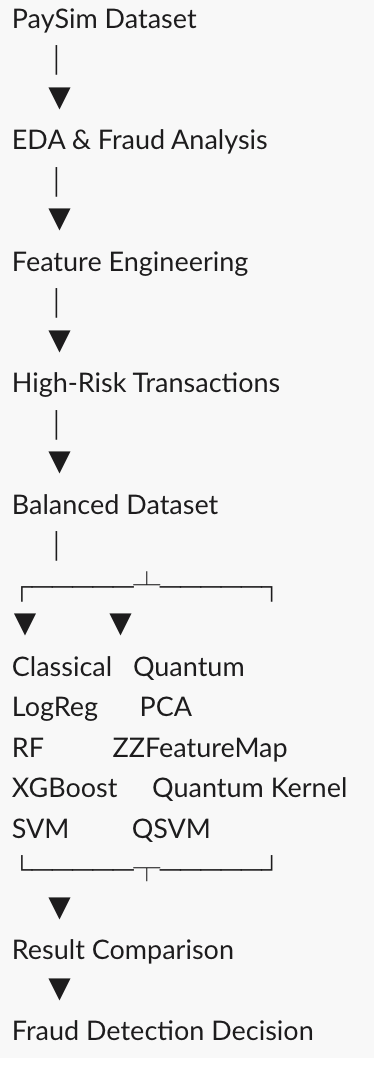 PaySim Dataset
│
▼
EDA & Fraud Analysis
│
▼
Feature Engineering
│
▼
High-Risk Transactions
│
▼
Balanced Dataset
│
┌──────┴──────┐
▼ ▼
Classical Quantum
LogReg PCA
RF ZZFeatureMap
XGBoost Quantum Kernel
SVM QSVM
└──────┬──────┘
▼
Result Comparison
▼
Fraud Detection Decision